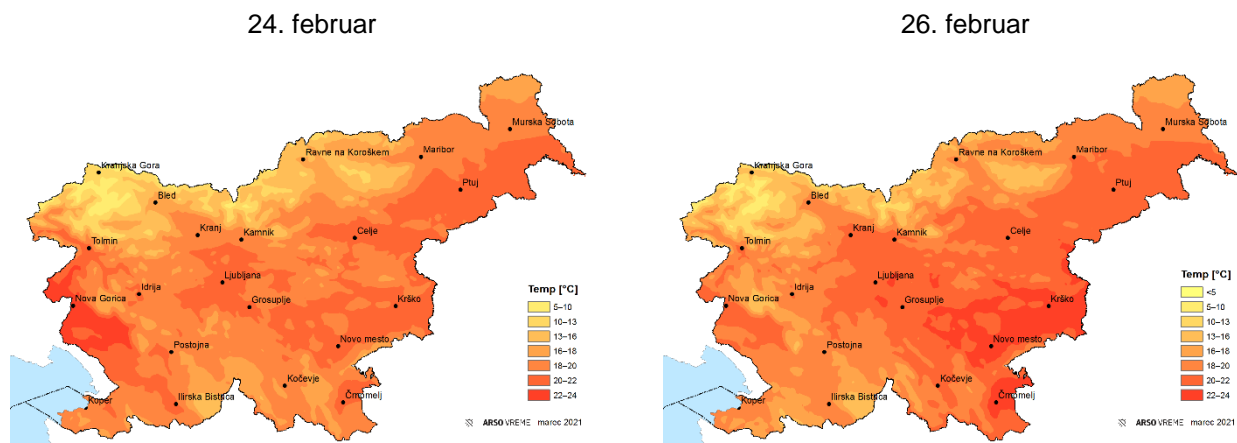 24. februar
Murska Sobota
Ravne na Koroškem
Maribor
Kranjska Gora
Ptuj
Bled
Kranj
Kamnik
Celje
Tolmin
Ljubljana
Idrija
Nova Gorica
Grosuplje
Krško
Postojna
Novo mesto
Kočevje
Koper
Ilirska Bistrica
Črnomelj
Temp [°C]
5–10
10–13
13–16
16–18
18–20
20–22
22–24
ARSO VREME marec 2021
26. februar
Murska Sobota
Ravne na Koroškem
Maribor
Kranjska Gora
Ptuj
Bled
Kranj
Kamnik
Celje
Tolmin
Ljubljana
Idrija
Nova Gorica
Grosuplje
Krško
Postojna
Novo mesto
Kočevje
Koper
Ilirska Bistrica
Črnomelj
Temp [°C]
<5
5–10
10–13
13–16
16–18
18–20
20–22
22–24
ARSO VREME marec 2021